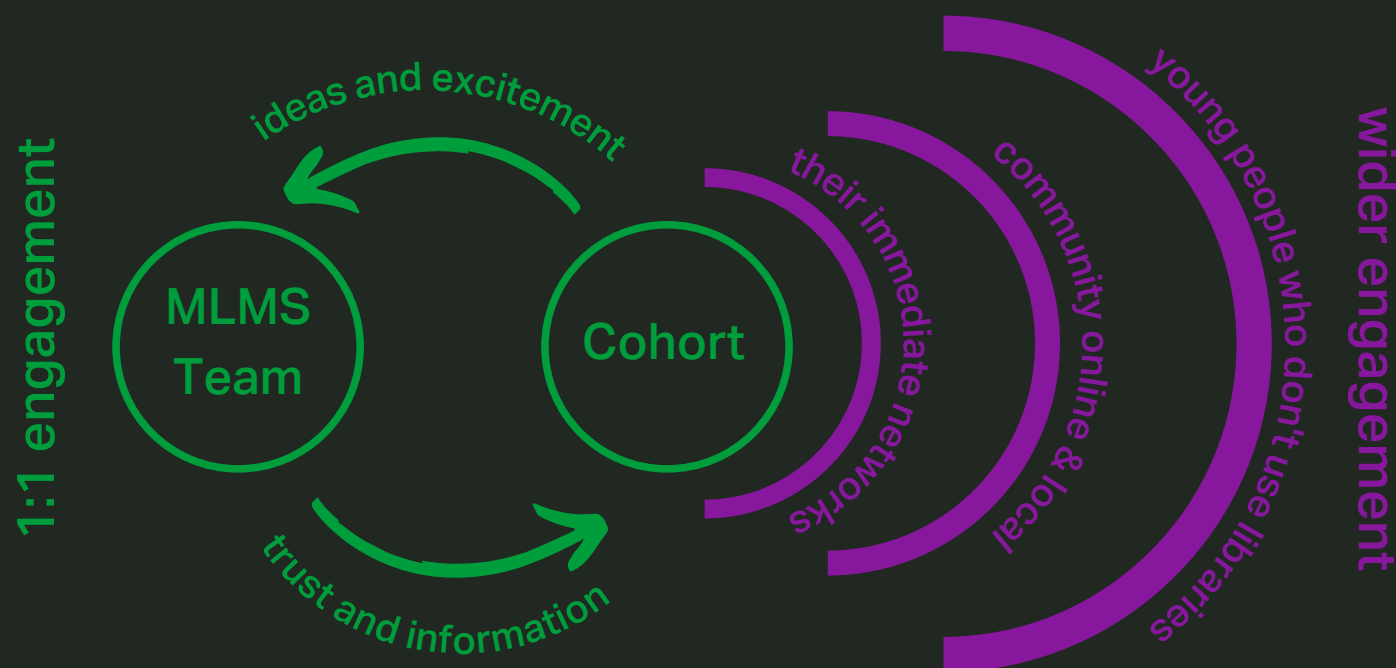 1:1 engagement
ideas and excitement
MLMS
Team
Cohort
trust and information
their immediate networks
community online & local
young people who don't use libraries
wider engagement